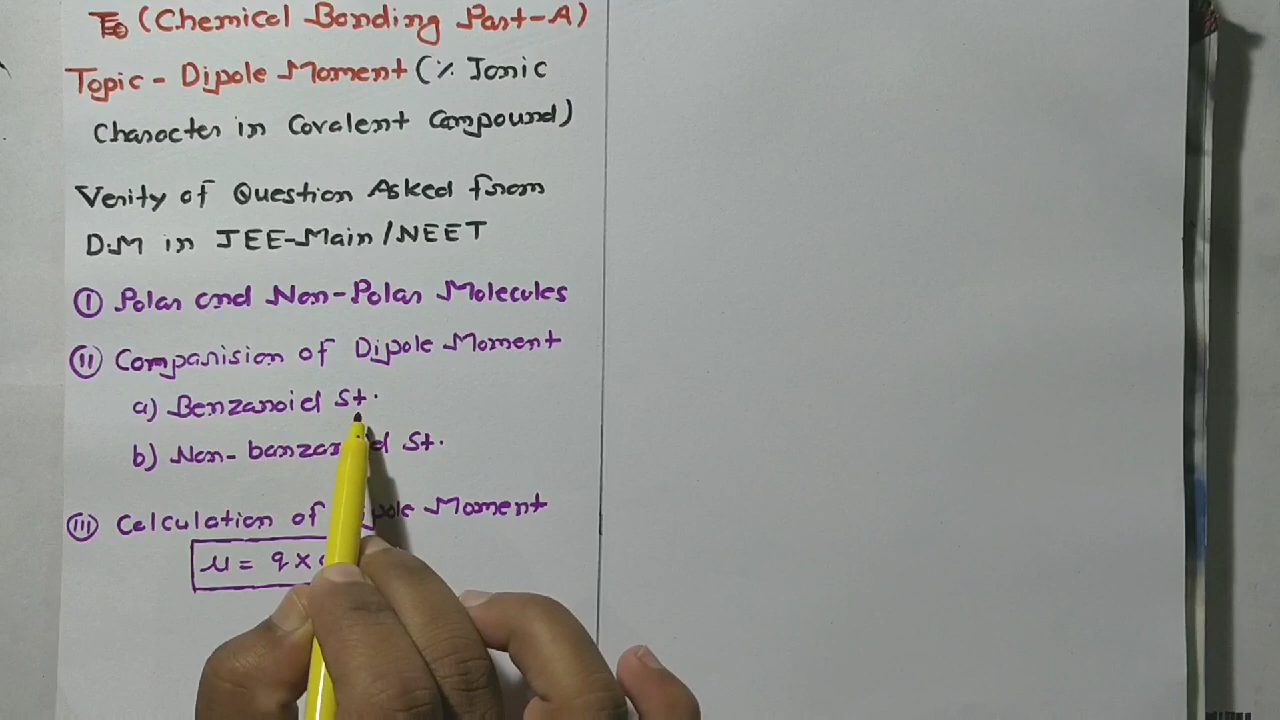 (Chemical Bonding Part-A)
Topic - Dipole Moment (% Ionic
Character in Covalent Compound)
Verity of Question Asked from
D.M in JEE-Main/NEET
(I) Polar and Non-Polar Molecules
(II) Comparision of Dipole Moment
a) Benzanoid St.
b) Non- St.
(III) Calculation of Moment
μ = q ×